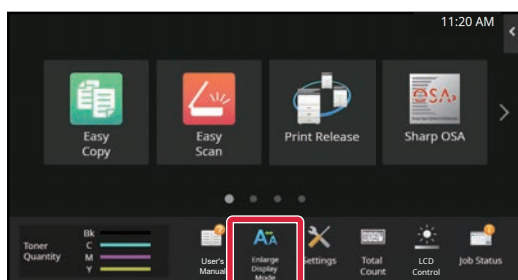 11:20 AM
Easy
Copy
Easy
Scan
Print Release
OSA
Sharp OSA
Toner
Quantity
Bk
C
M
Y
User's
Manual
Enlarge
Display
Mode
Settings
Total
Count
LCD
Control
Job Status